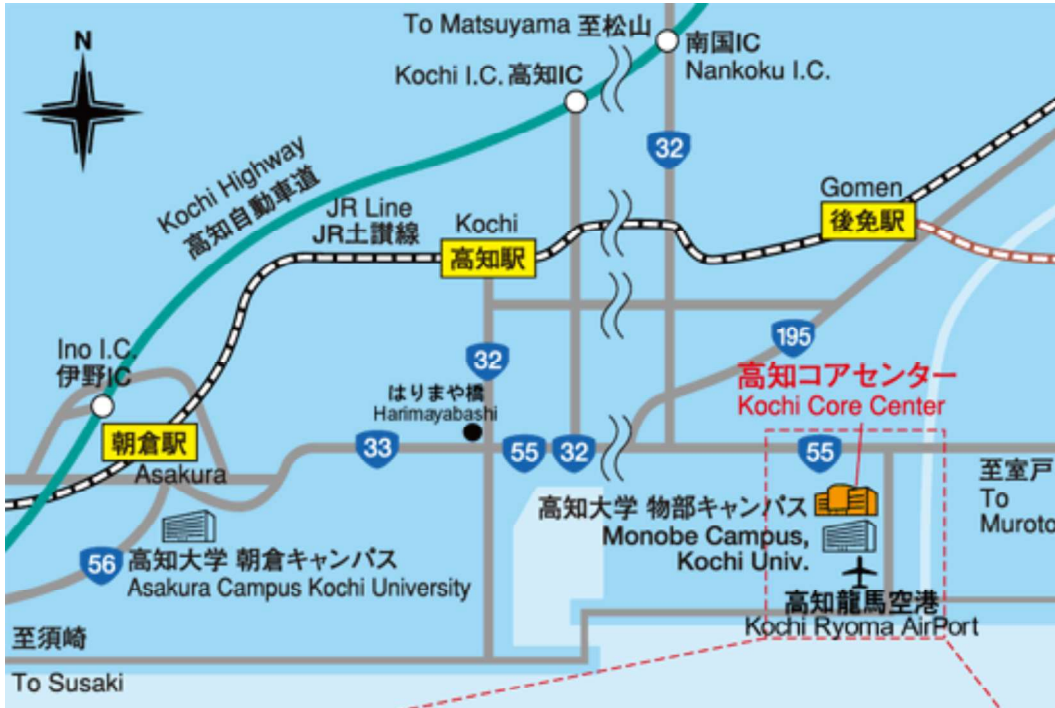 N
To Matsuyama 至松山
南国IC
Nankoku I.C.
Kochi I.C. 高知IC
32
Kochi Highway
高知自動車道
JR Line
JR土讃線
Kochi
高知駅
Gomen
後免駅
195
32
Ino I.C.
伊野IC
はりまや橋
Harimayabashi
高知コアセンター
Kochi Core Center
朝倉駅
Asakura
33
55
32
55
至室戸
To
Muroto
高知大学 物部キャンパス
Monobe Campus,
Kochi Univ.
56
高知大学 朝倉キャンパス
Asakura Campus Kochi University
高知龍馬空港
Kochi Ryoma AirPort
至須崎
To Susaki